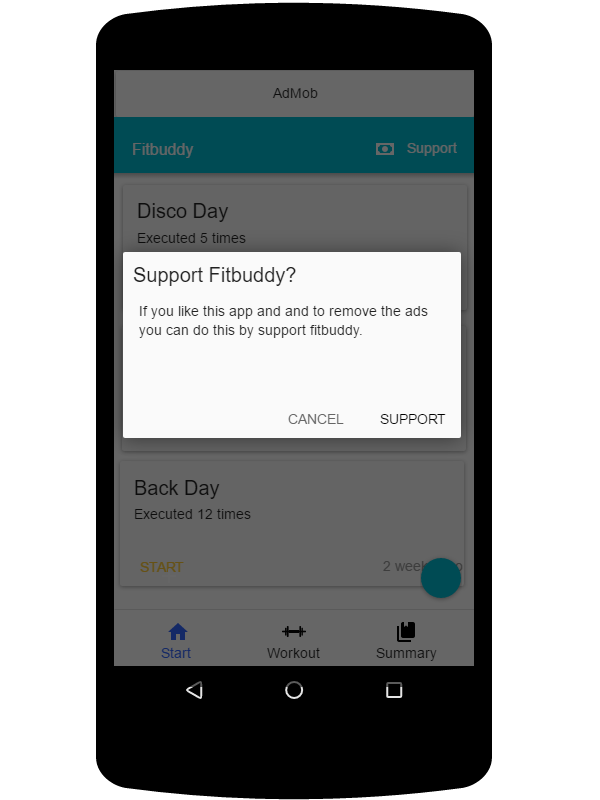 AdMob
Fitbuddy
Support
Disco Day
Executed 5 times
Support Fitbuddy?
If you like this app and and to remove the ads
you can do this by support fitbuddy.
CANCEL
SUPPORT
Back Day
Executed 12 times
START
2
Start
Workout
Summary